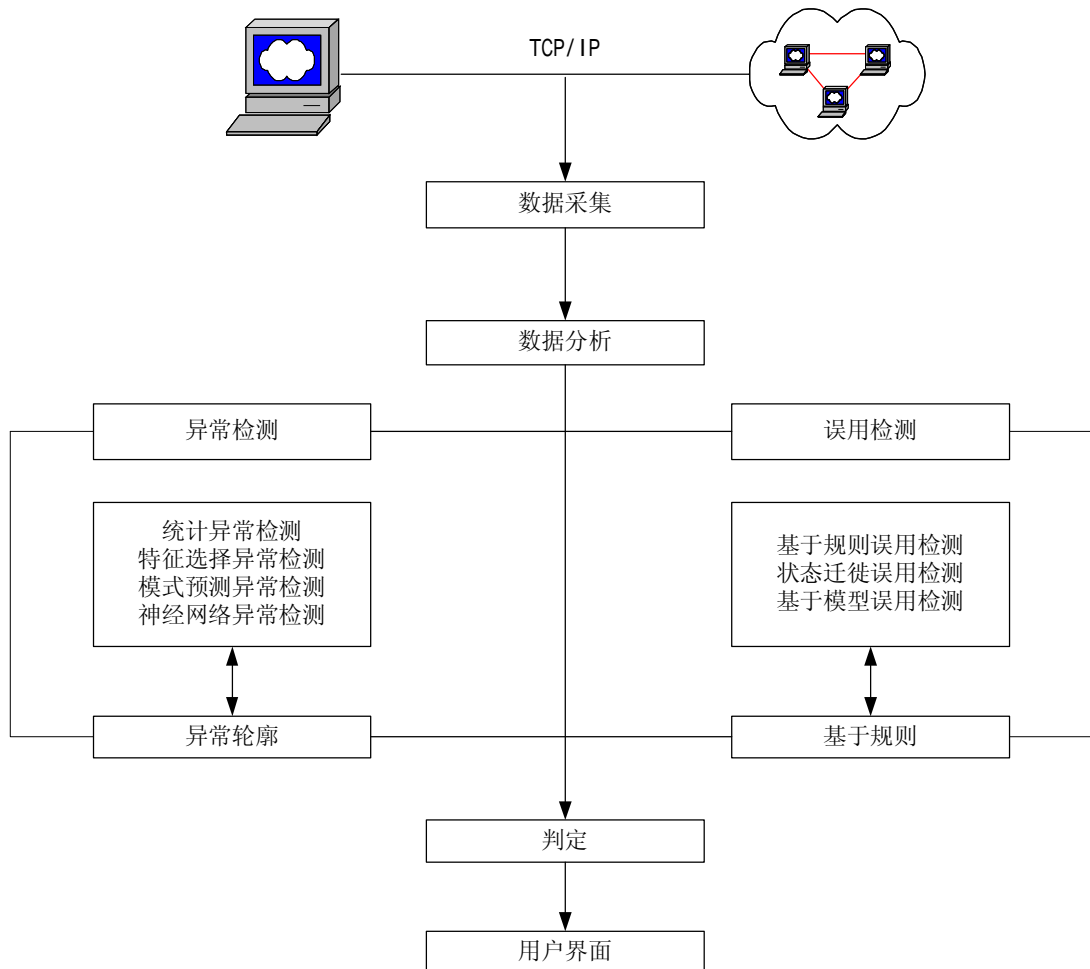 TCP/IP
数据采集
数据分析
异常检测
误用检测
统计异常检测
特征选择异常检测
模式预测异常检测
神经网络异常检测
基于规则误用检测
状态迁徙误用检测
基于模型误用检测
异常轮廓
基于规则
判定
用户界面